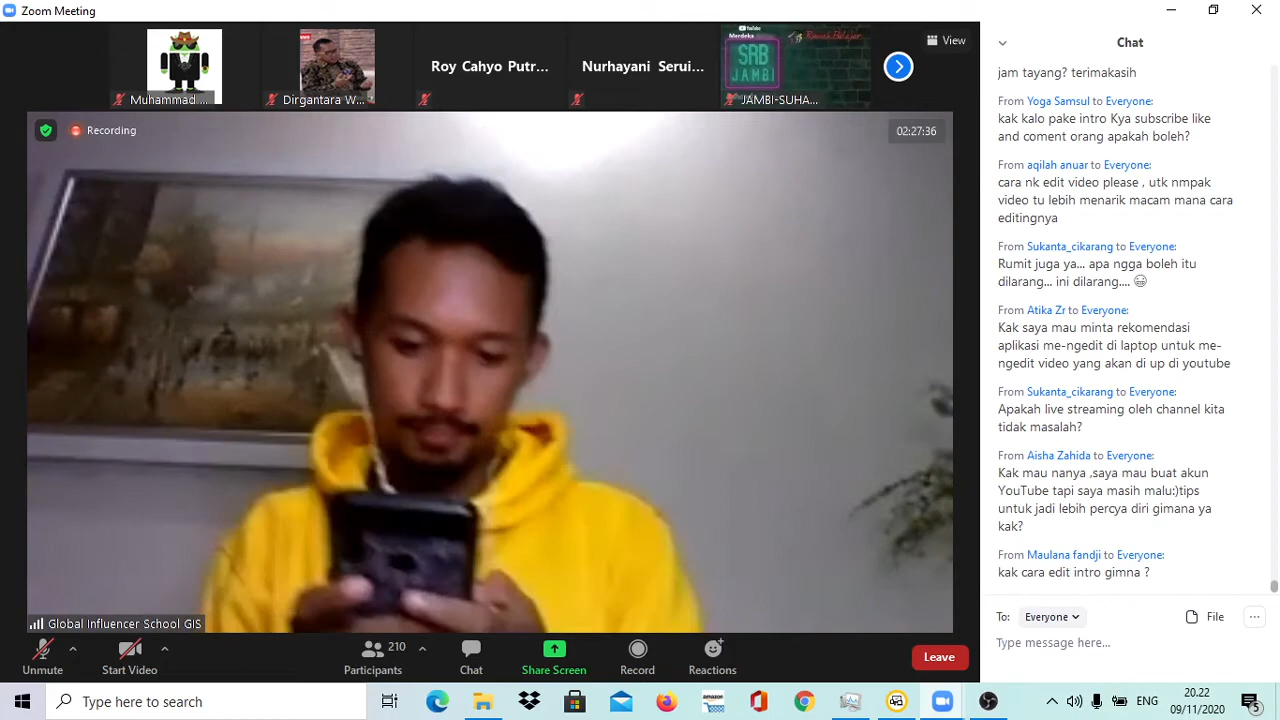 Zoom Meeting
Muhammad ...
Dirgantara W...
Roy Cahyo Putr...
Nurhayani Serui...
YouTube
Merdeka
Rumah Belajar
SRB
JAMBI
JAMBI-SUHA...
View
Recording
02:27:36
Global Influencer School GIS
Chat
jam tayang? terimakasih
From Yoga Samsul to Everyone:
kak kalo pake intro Kya subscribe like
and coment orang apakah boleh?
From aqilah anuar to Everyone:
cara nk edit video please , utk nmpak
video tu lebih menarik macam mana cara
editingnya
From Sukanta_cikarang to Everyone:
Rumit juga ya... apa ngga boleh itu
dilarang... ini dilarang.... 😀
From Atika Zr to Everyone:
Kak saya mau minta rekomendasi
aplikasi me-ngedit di laptop untuk me-
ngedit video yang akan di up di youtube
From Sukanta_cikarang to Everyone:
Apakah live streaming oleh channel kita
tidak masalah?
From Aisha Zahida to Everyone:
Kak mau nanya ,saya mau buat akun
YouTube tapi saya masih malu:)tips
untuk jadi lebih percya diri gimana ya
kak?
From Maulana fandji to Everyone:
kak cara edit intro gimna ?
To: Everyone
File
...
Type message here...
Unmute
Start Video
210
Participants
Chat
Share Screen
Record
Reactions
Leave
Type here to search
amazon
ENG
20.22
09/11/2020
5